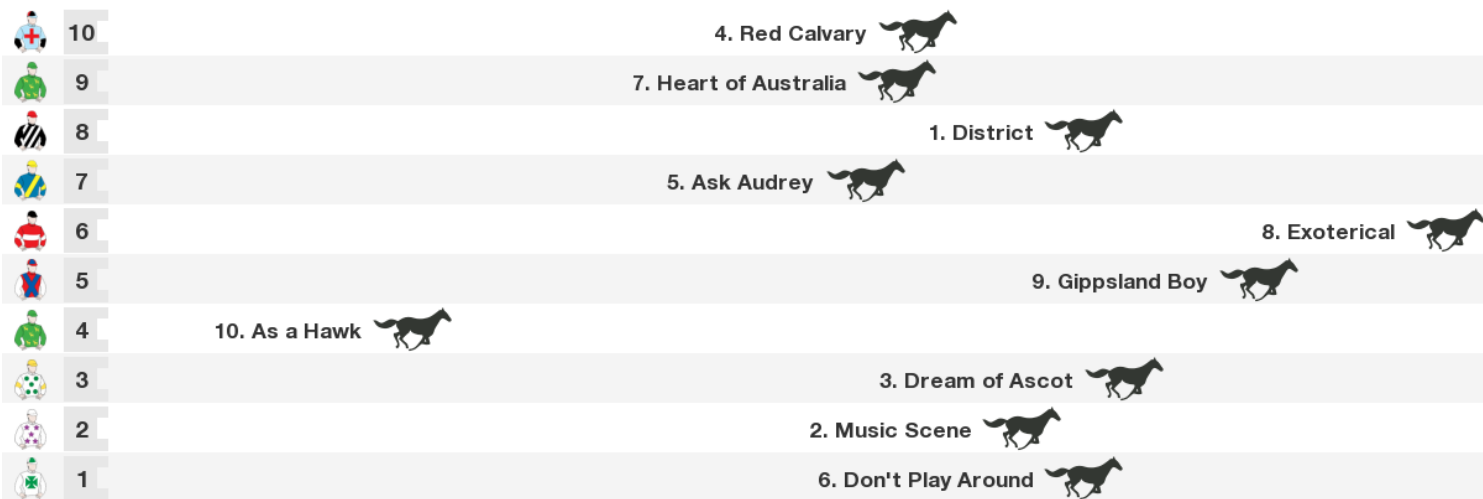 10 4. Red Calvary
9 7. Heart of Australia
8 1. District
7 5. Ask Audrey
6 8. Exoterical
5 9. Gippsland Boy
4 10. As a Hawk
3 3. Dream of Ascot
2 2. Music Scene
1 6. Don't Play Around